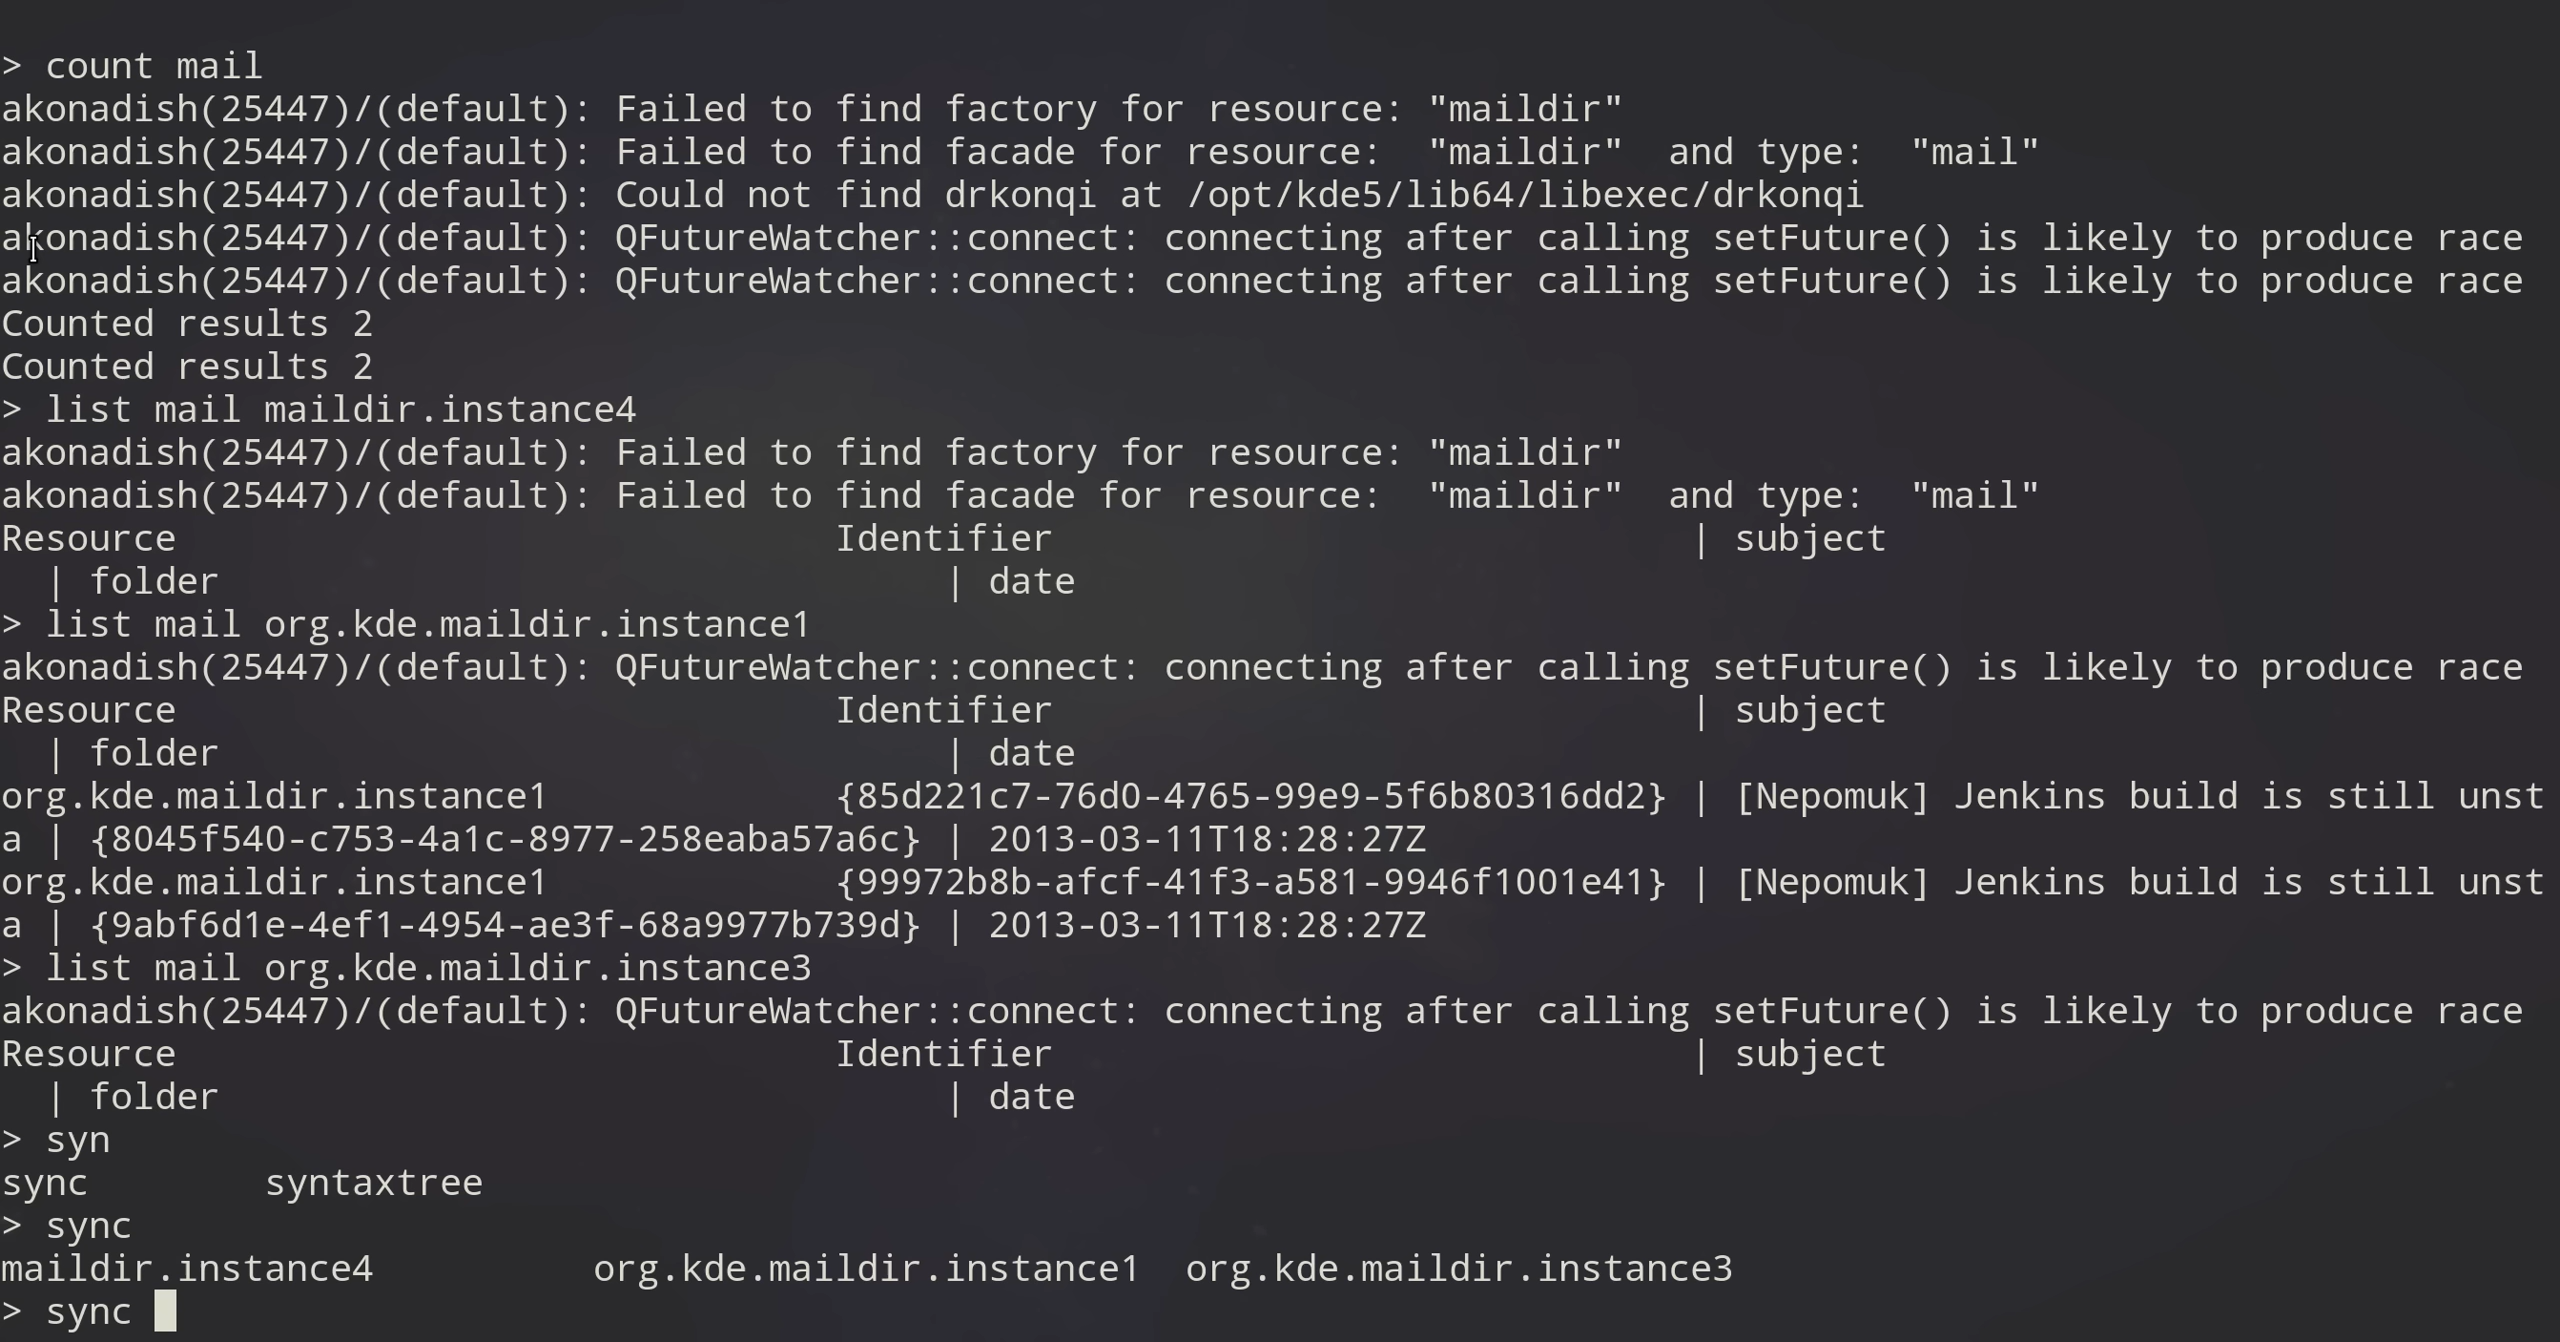 > count mail
akonadish(25447)/(default): Failed to find factory for resource: "maildir"
akonadish(25447)/(default): Failed to find facade for resource:  "maildir"  and type:  "mail"
akonadish(25447)/(default): Could not find drkonqi at /opt/kde5/lib64/libexec/drkonqi
akonadish(25447)/(default): QFutureWatcher::connect: connecting after calling setFuture() is likely to produce race
akonadish(25447)/(default): QFutureWatcher::connect: connecting after calling setFuture() is likely to produce race
Counted results 2
Counted results 2
> list mail maildir.instance4
akonadish(25447)/(default): Failed to find factory for resource: "maildir"
akonadish(25447)/(default): Failed to find facade for resource:  "maildir"  and type:  "mail"
Resource                              Identifier                             | subject
  | folder                                 | date
> list mail org.kde.maildir.instance1
akonadish(25447)/(default): QFutureWatcher::connect: connecting after calling setFuture() is likely to produce race
Resource                              Identifier                             | subject
  | folder                                 | date
org.kde.maildir.instance1             {85d221c7-76d0-4765-99e9-5f6b80316dd2} | [Nepomuk] Jenkins build is still unst
a | {8045f540-c753-4a1c-8977-258eaba57a6c} | 2013-03-11T18:28:27Z
org.kde.maildir.instance1             {99972b8b-afcf-41f3-a581-9946f1001e41} | [Nepomuk] Jenkins build is still unst
a | {9abf6d1e-4ef1-4954-ae3f-68a9977b739d} | 2013-03-11T18:28:27Z
> list mail org.kde.maildir.instance3
akonadish(25447)/(default): QFutureWatcher::connect: connecting after calling setFuture() is likely to produce race
Resource                              Identifier                             | subject
  | folder                                 | date
> syn
sync        syntaxtree
> sync
maildir.instance4          org.kde.maildir.instance1  org.kde.maildir.instance3
> sync